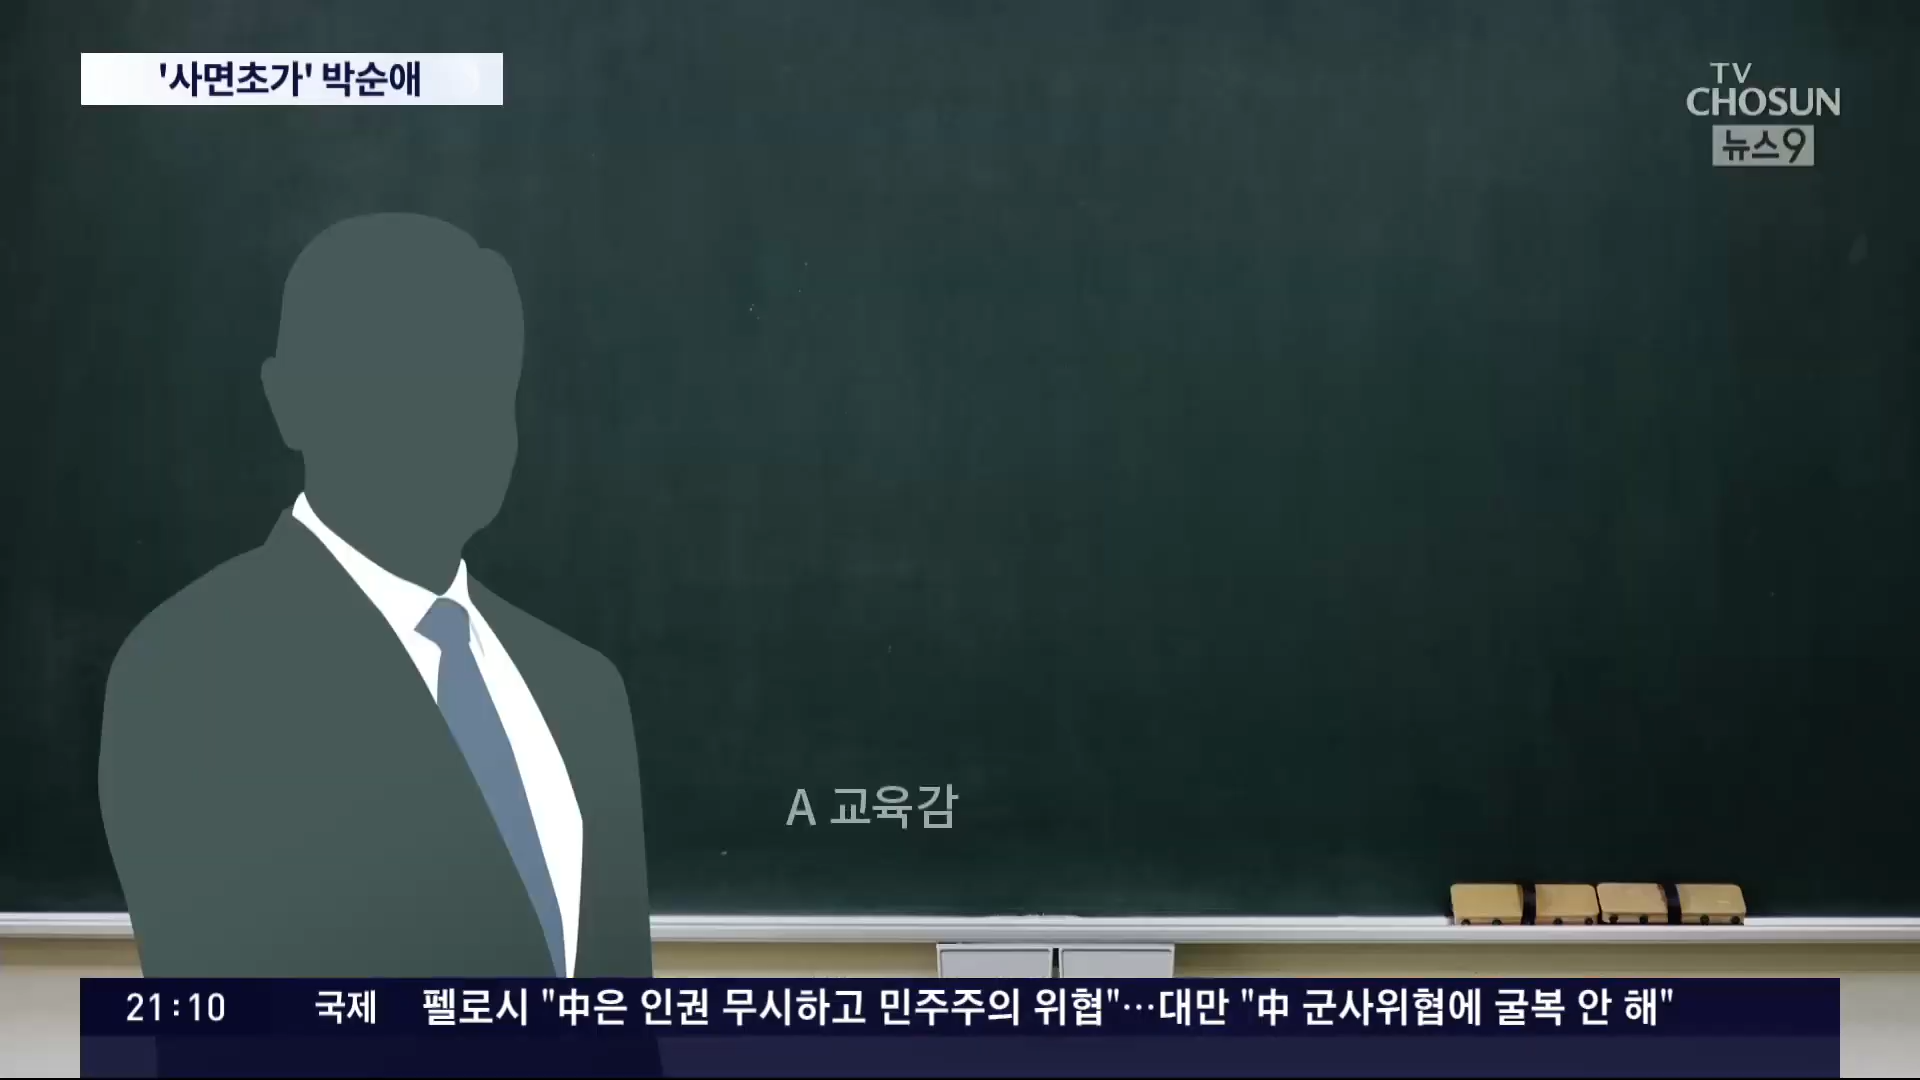 '사면초가' 박순애
TV
CHOSUN
뉴스9
A 교육감
21:10 국제 펠로시 "中은 인권 무시하고 민주주의 위협"…대만 "中 군사위협에 굴복 안 해"